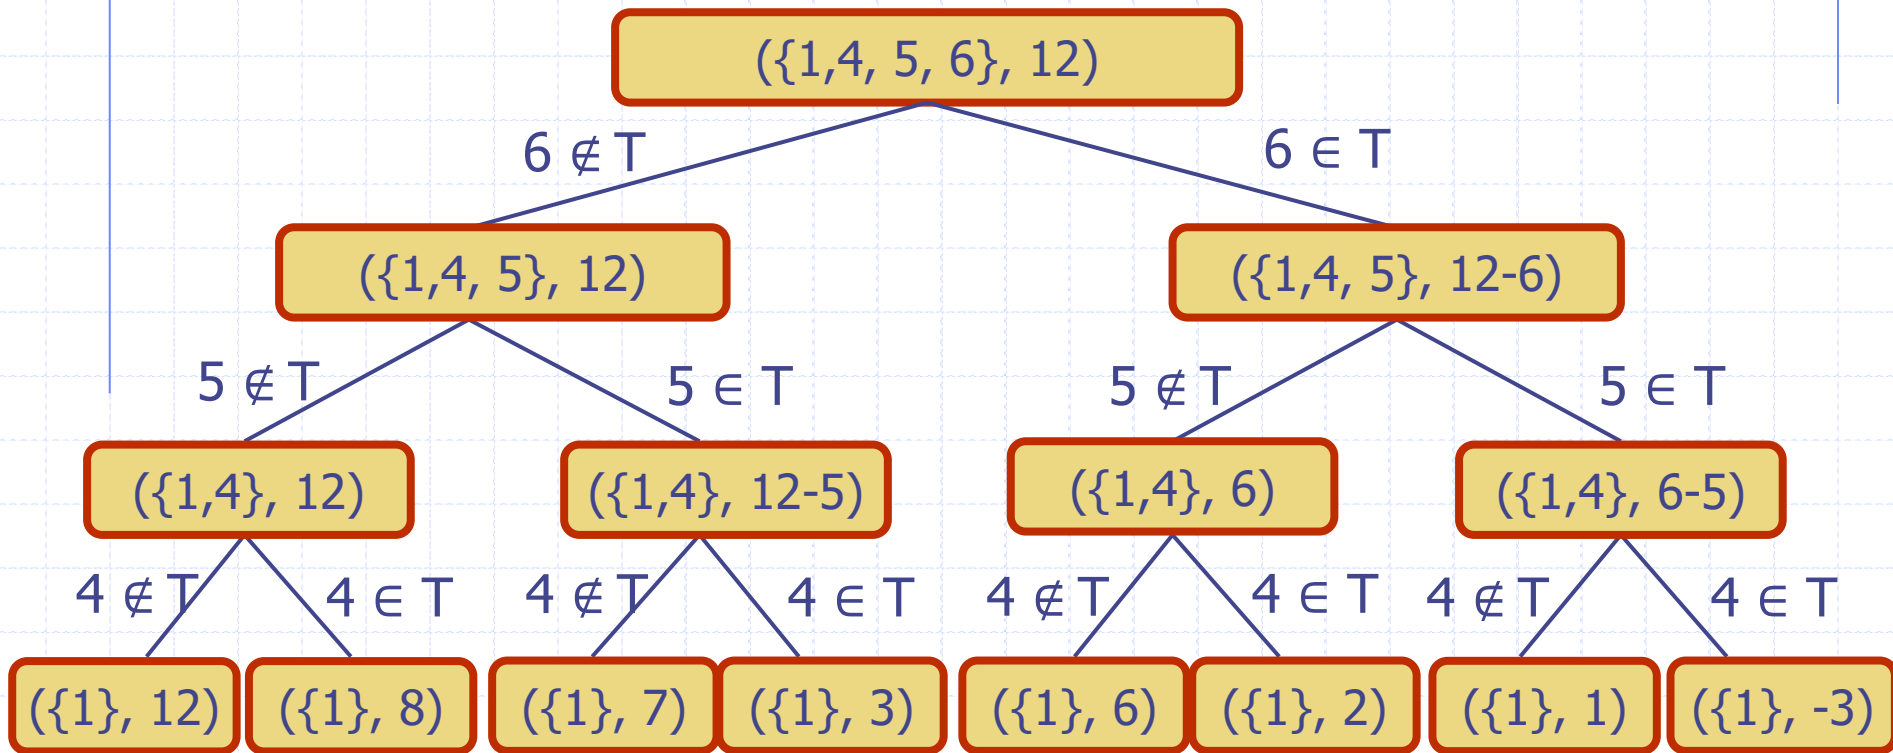 ({1,4, 5, 6}, 12)
6 ∉ T
6 ∈ T
({1,4, 5}, 12)
({1,4, 5}, 12-6)
5 ∉ T
5 ∈ T
5 ∉ T
5 ∈ T
({1,4}, 12)
({1,4}, 12-5)
({1,4}, 6)
({1,4}, 6-5)
4 ∉ T
4 ∈ T
4 ∉ T
4 ∈ T
4 ∉ T
4 ∈ T
4 ∉ T
4 ∈ T
({1}, 12)
({1}, 8)
({1}, 7)
({1}, 3)
({1}, 6)
({1}, 2)
({1}, 1)
({1}, -3)